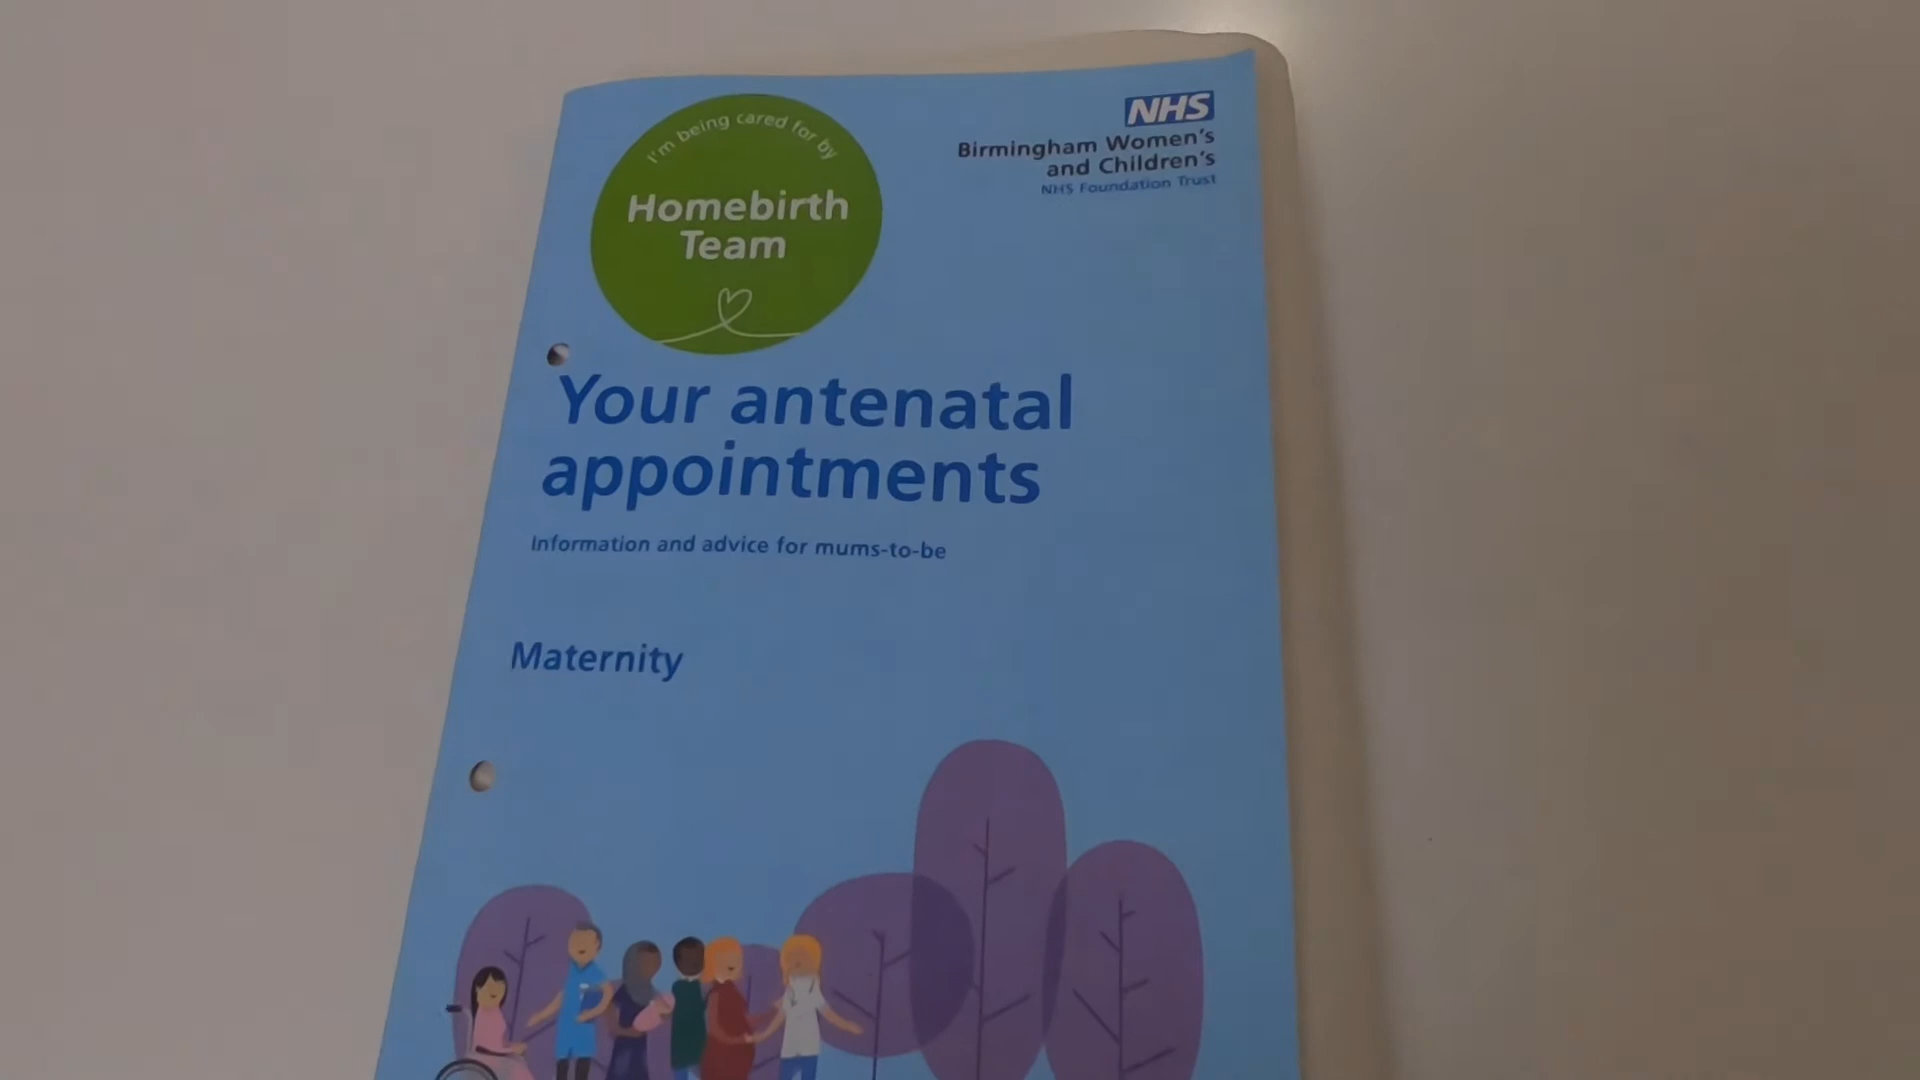 I'm being cared for by
Homebirth
Team
NHS
Birmingham Women's
and Children's
NHS Foundation Trust
Your antenatal
appointments
Information and advice for mums-to-be
Maternity